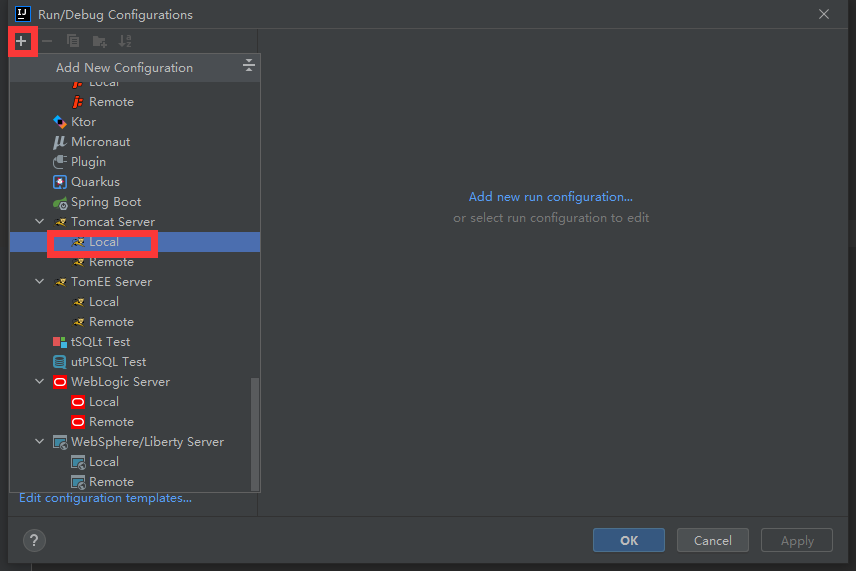 Run/Debug Configurations
Add New Configuration
Local
Remote
Ktor
Micronaut
Plugin
Quarkus
Spring Boot
Tomcat Server
Local
Remote
TomEE Server
Local
Remote
tSQLt Test
utPLSQL Test
WebLogic Server
Local
Remote
WebSphere/Liberty Server
Local
Remote
Edit configuration templates...
Add new run configuration...
or select run configuration to edit
?
OK
Cancel
Apply